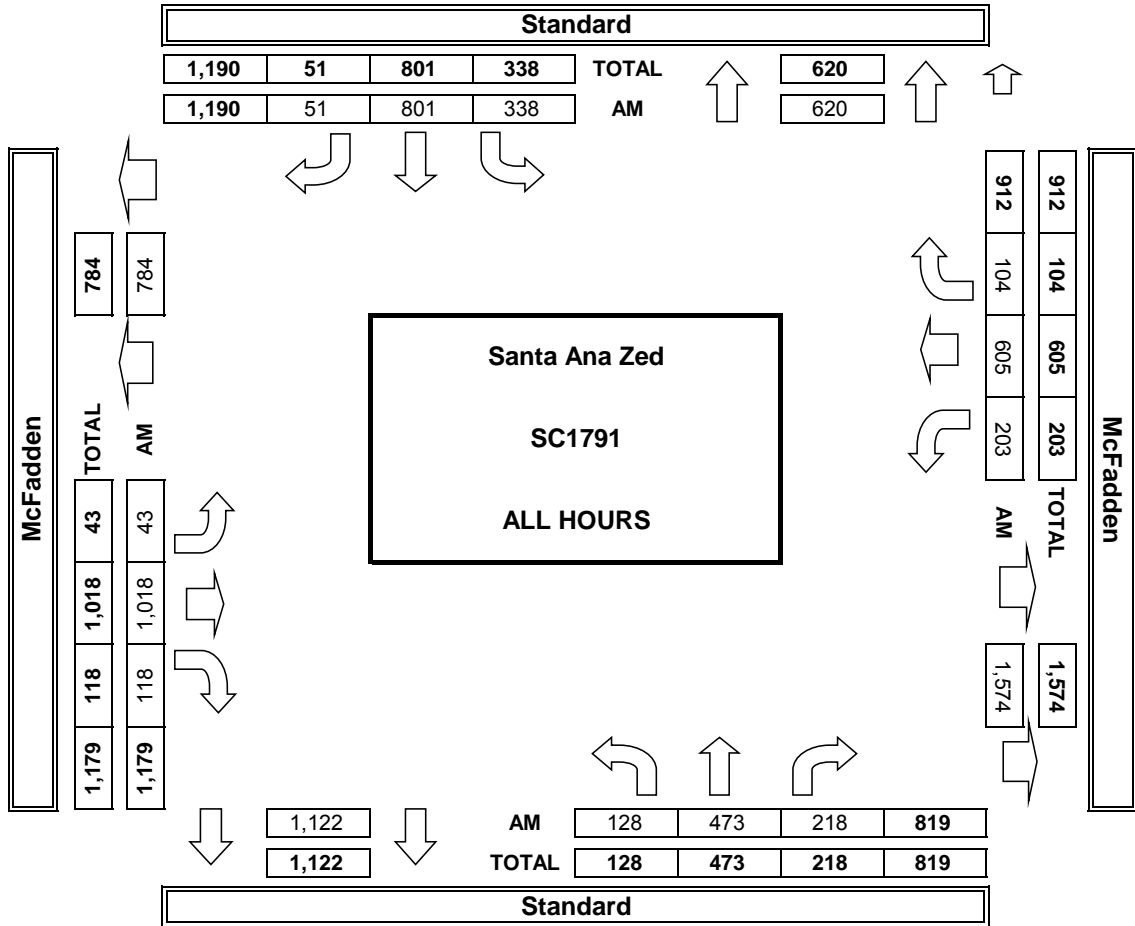 Standard
1,190 51 801 338 TOTAL 620
1,190 51 801 338 AM 620
McFadden
784 784
TOTAL AM
43 43
1,018 1,018
118 118
1,179 1,179
Santa Ana Zed
SC1791
ALL HOURS
912 912
104 104
605 605
203 203
AM TOTAL
1,574 1,574
McFadden
1,122 AM 128 473 218 819
1,122 TOTAL 128 473 218 819
Standard